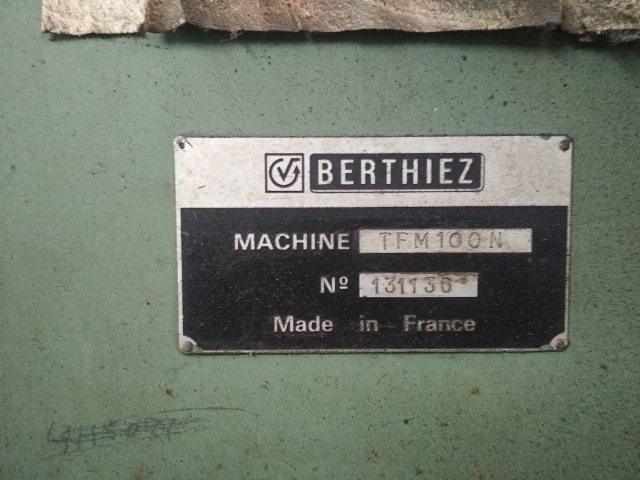 BERTHIEZ
MACHINE TFM100N
Nº 131136
Made in France